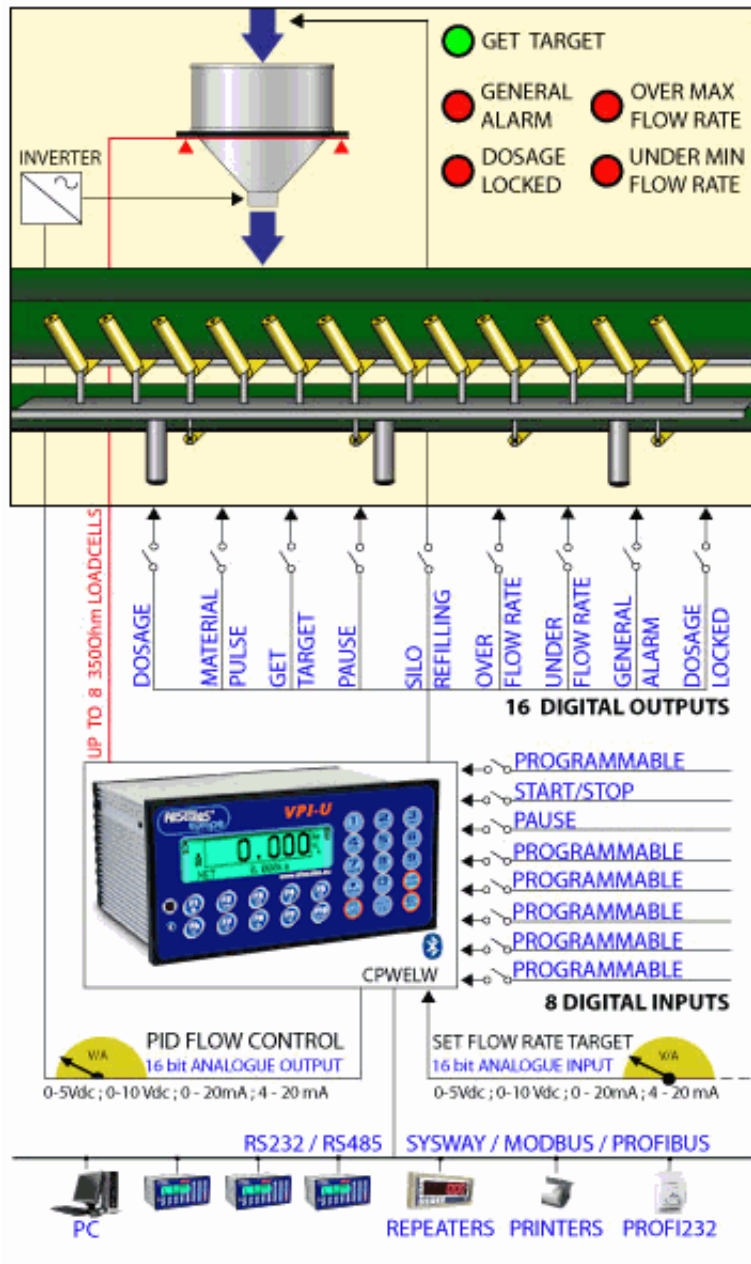 GET TARGET
GENERAL
ALARM
OVER MAX
FLOW RATE
DOSAGE
LOCKED
UNDER MIN
FLOW RATE
INVERTER
UP TO 8 350Ohm LOADCELLS
DOSAGE
MATERIAL
PULSE
GET
TARGET
PAUSE
SILO
REFILLING
OVER
FLOW RATE
UNDER
FLOW RATE
GENERAL
ALARM
DOSAGE
LOCKED
16 DIGITAL OUTPUTS
PROGRAMMABLE
START/STOP
PAUSE
PROGRAMMABLE
PROGRAMMABLE
PROGRAMMABLE
PROGRAMMABLE
PROGRAMMABLE
8 DIGITAL INPUTS
VPI-U
0.000
NET
CPWELW
PID FLOW CONTROL
16 bit ANALOGUE OUTPUT
V/A
0-5Vdc ; 0-10 Vdc ; 0 - 20mA ; 4 - 20 mA
SET FLOW RATE TARGET
16 bit ANALOGUE INPUT
V/A
0-5Vdc ; 0-10 Vdc ; 0 - 20mA ; 4 - 20 mA
RS232 / RS485
SYSWAY / MODBUS / PROFIBUS
PC
REPEATERS
PRINTERS
PROFI232